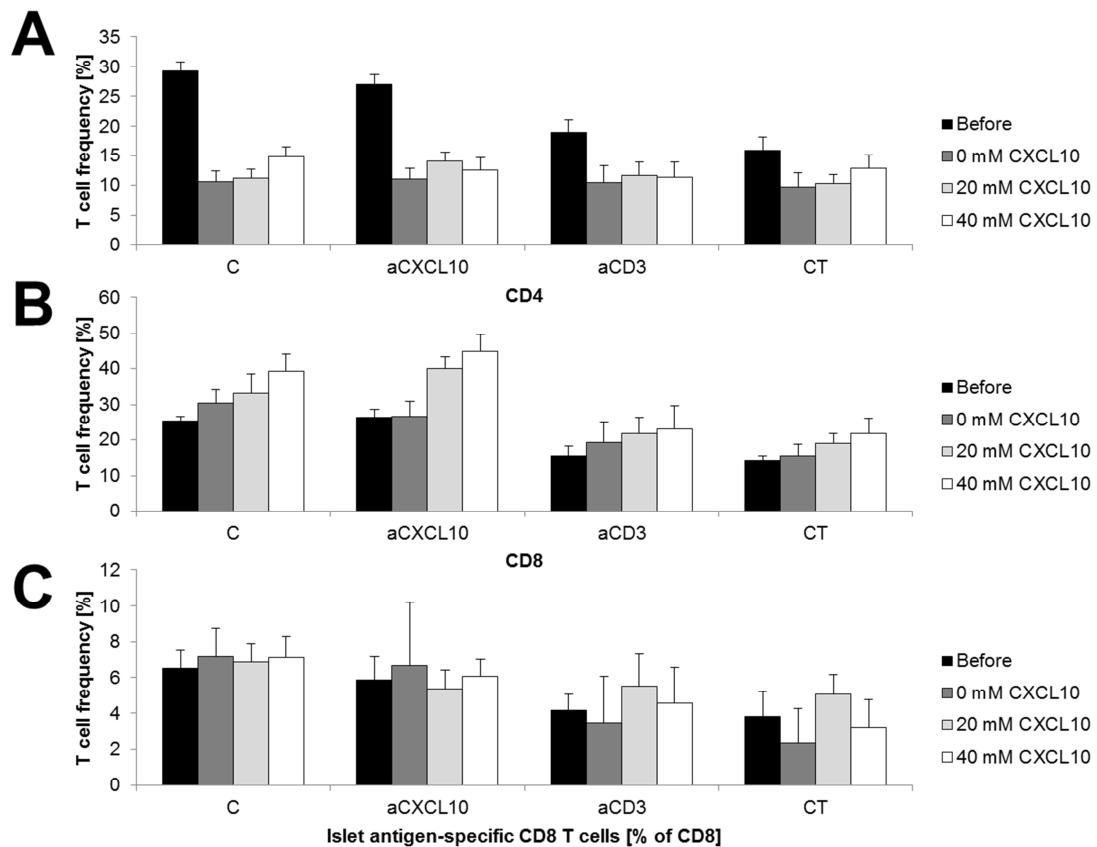 A
T cell frequency [%]
35
30
25
20
15
10
5
0
C aCXCL10 aCD3 CT
CD4
Before
0 mM CXCL10
20 mM CXCL10
40 mM CXCL10
B
T cell frequency [%]
60
50
40
30
20
10
0
C aCXCL10 aCD3 CT
CD8
Before
0 mM CXCL10
20 mM CXCL10
40 mM CXCL10
C
T cell frequency [%]
12
10
8
6
4
2
0
C aCXCL10 aCD3 CT
Islet antigen-specific CD8 T cells [% of CD8]
Before
0 mM CXCL10
20 mM CXCL10
40 mM CXCL10